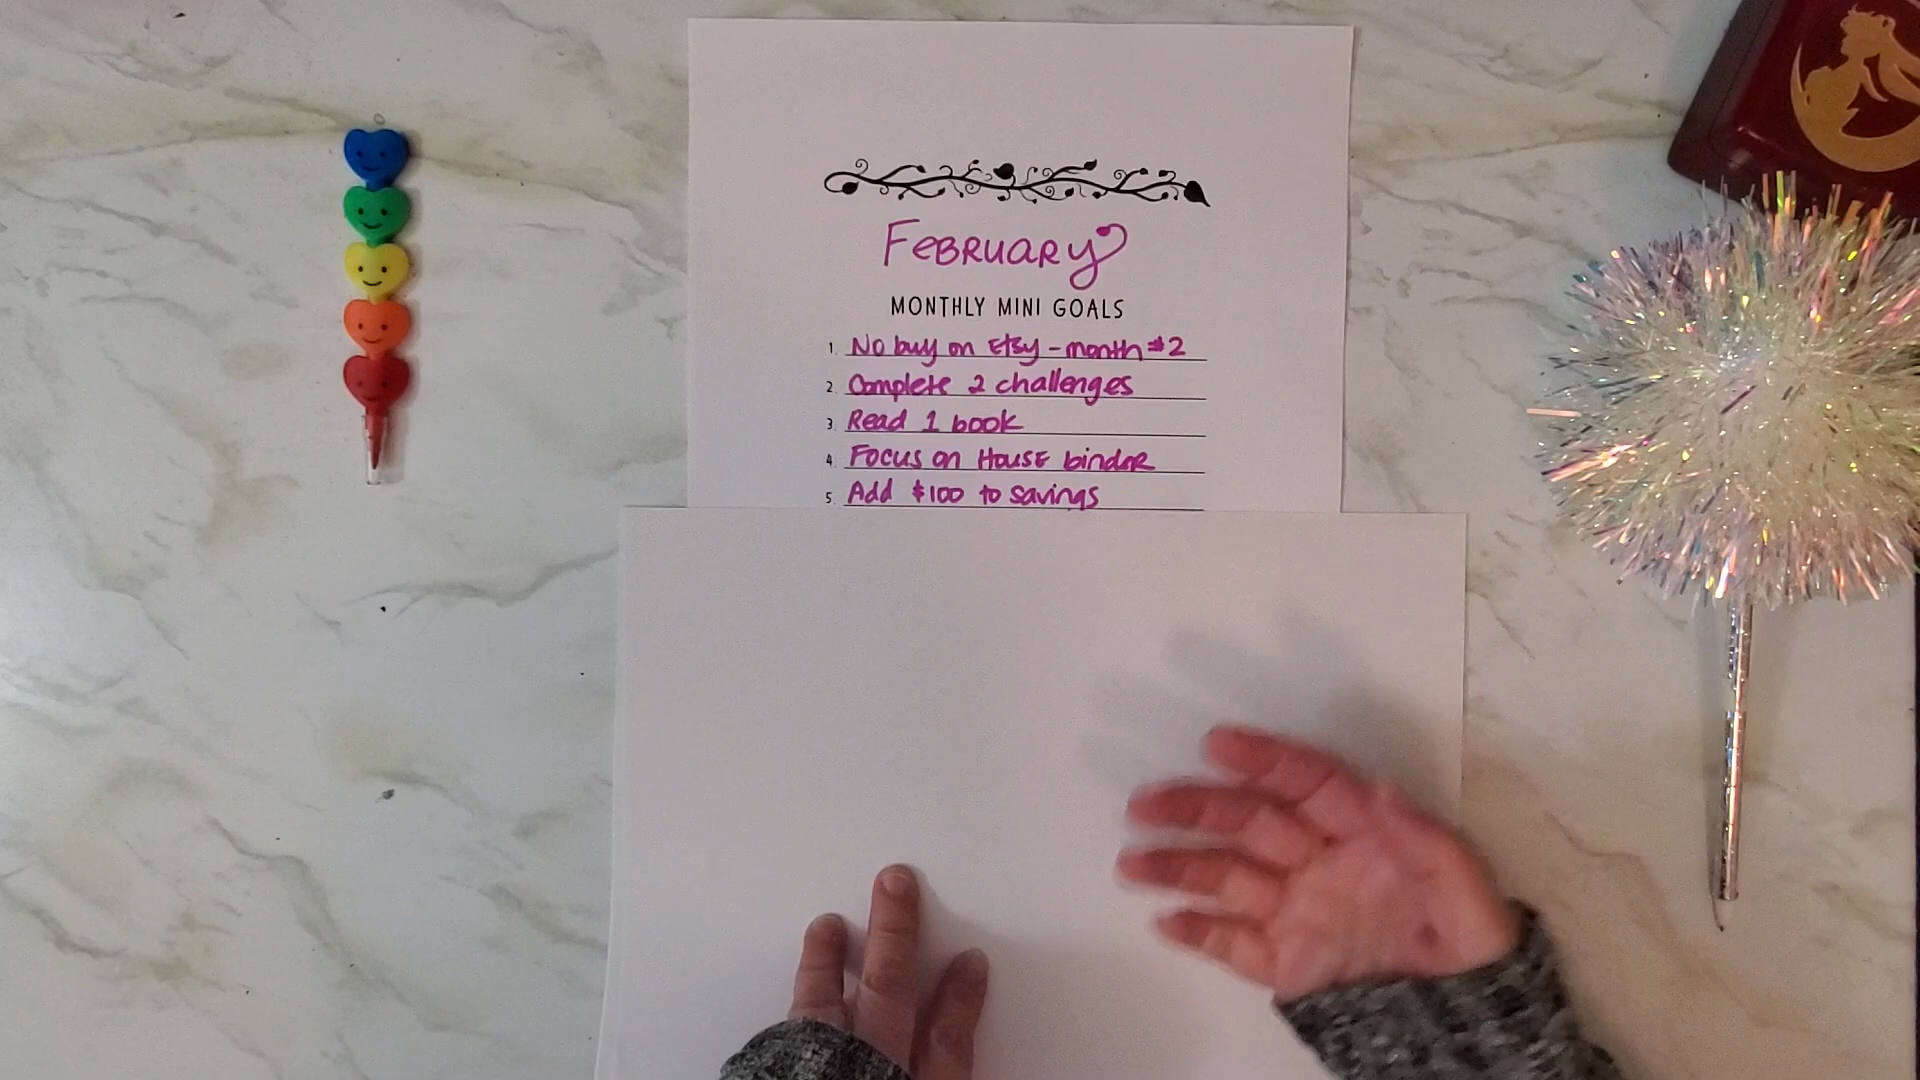 FEBRUARY
MONTHLY MINI GOALS
1. No buy on Etsy - month #2
2. Complete 2 challenges
3. Read 1 book
4. Focus on HOUSE binder
5. Add $100 to savings